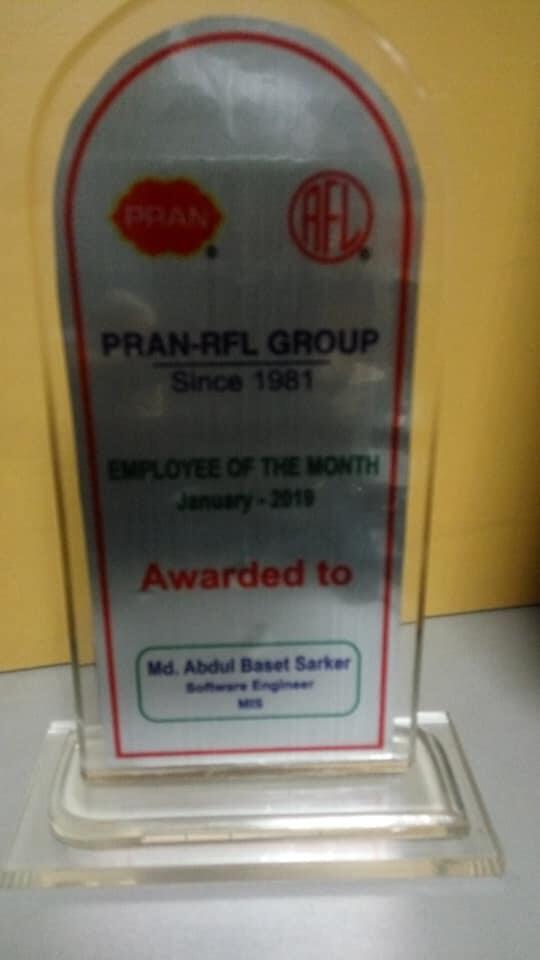 PRAN
RFL
PRAN-RFL GROUP
Since 1981
EMPLOYEE OF THE MONTH
January - 2019
Awarded to
Md. Abdul Baset Sarker
Software Engineer
MIS